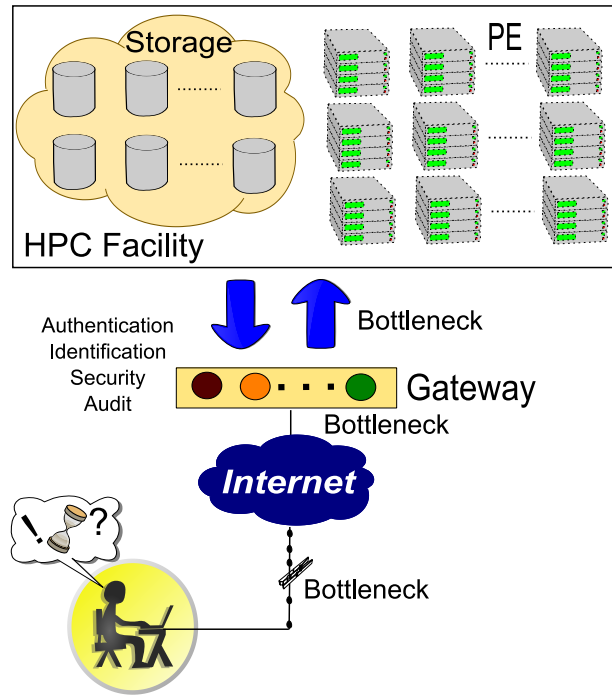 Storage
PE
HPC Facility
Authentication
Identification
Security
Audit
Bottleneck
Gateway
Bottleneck
Internet
! ?
Bottleneck